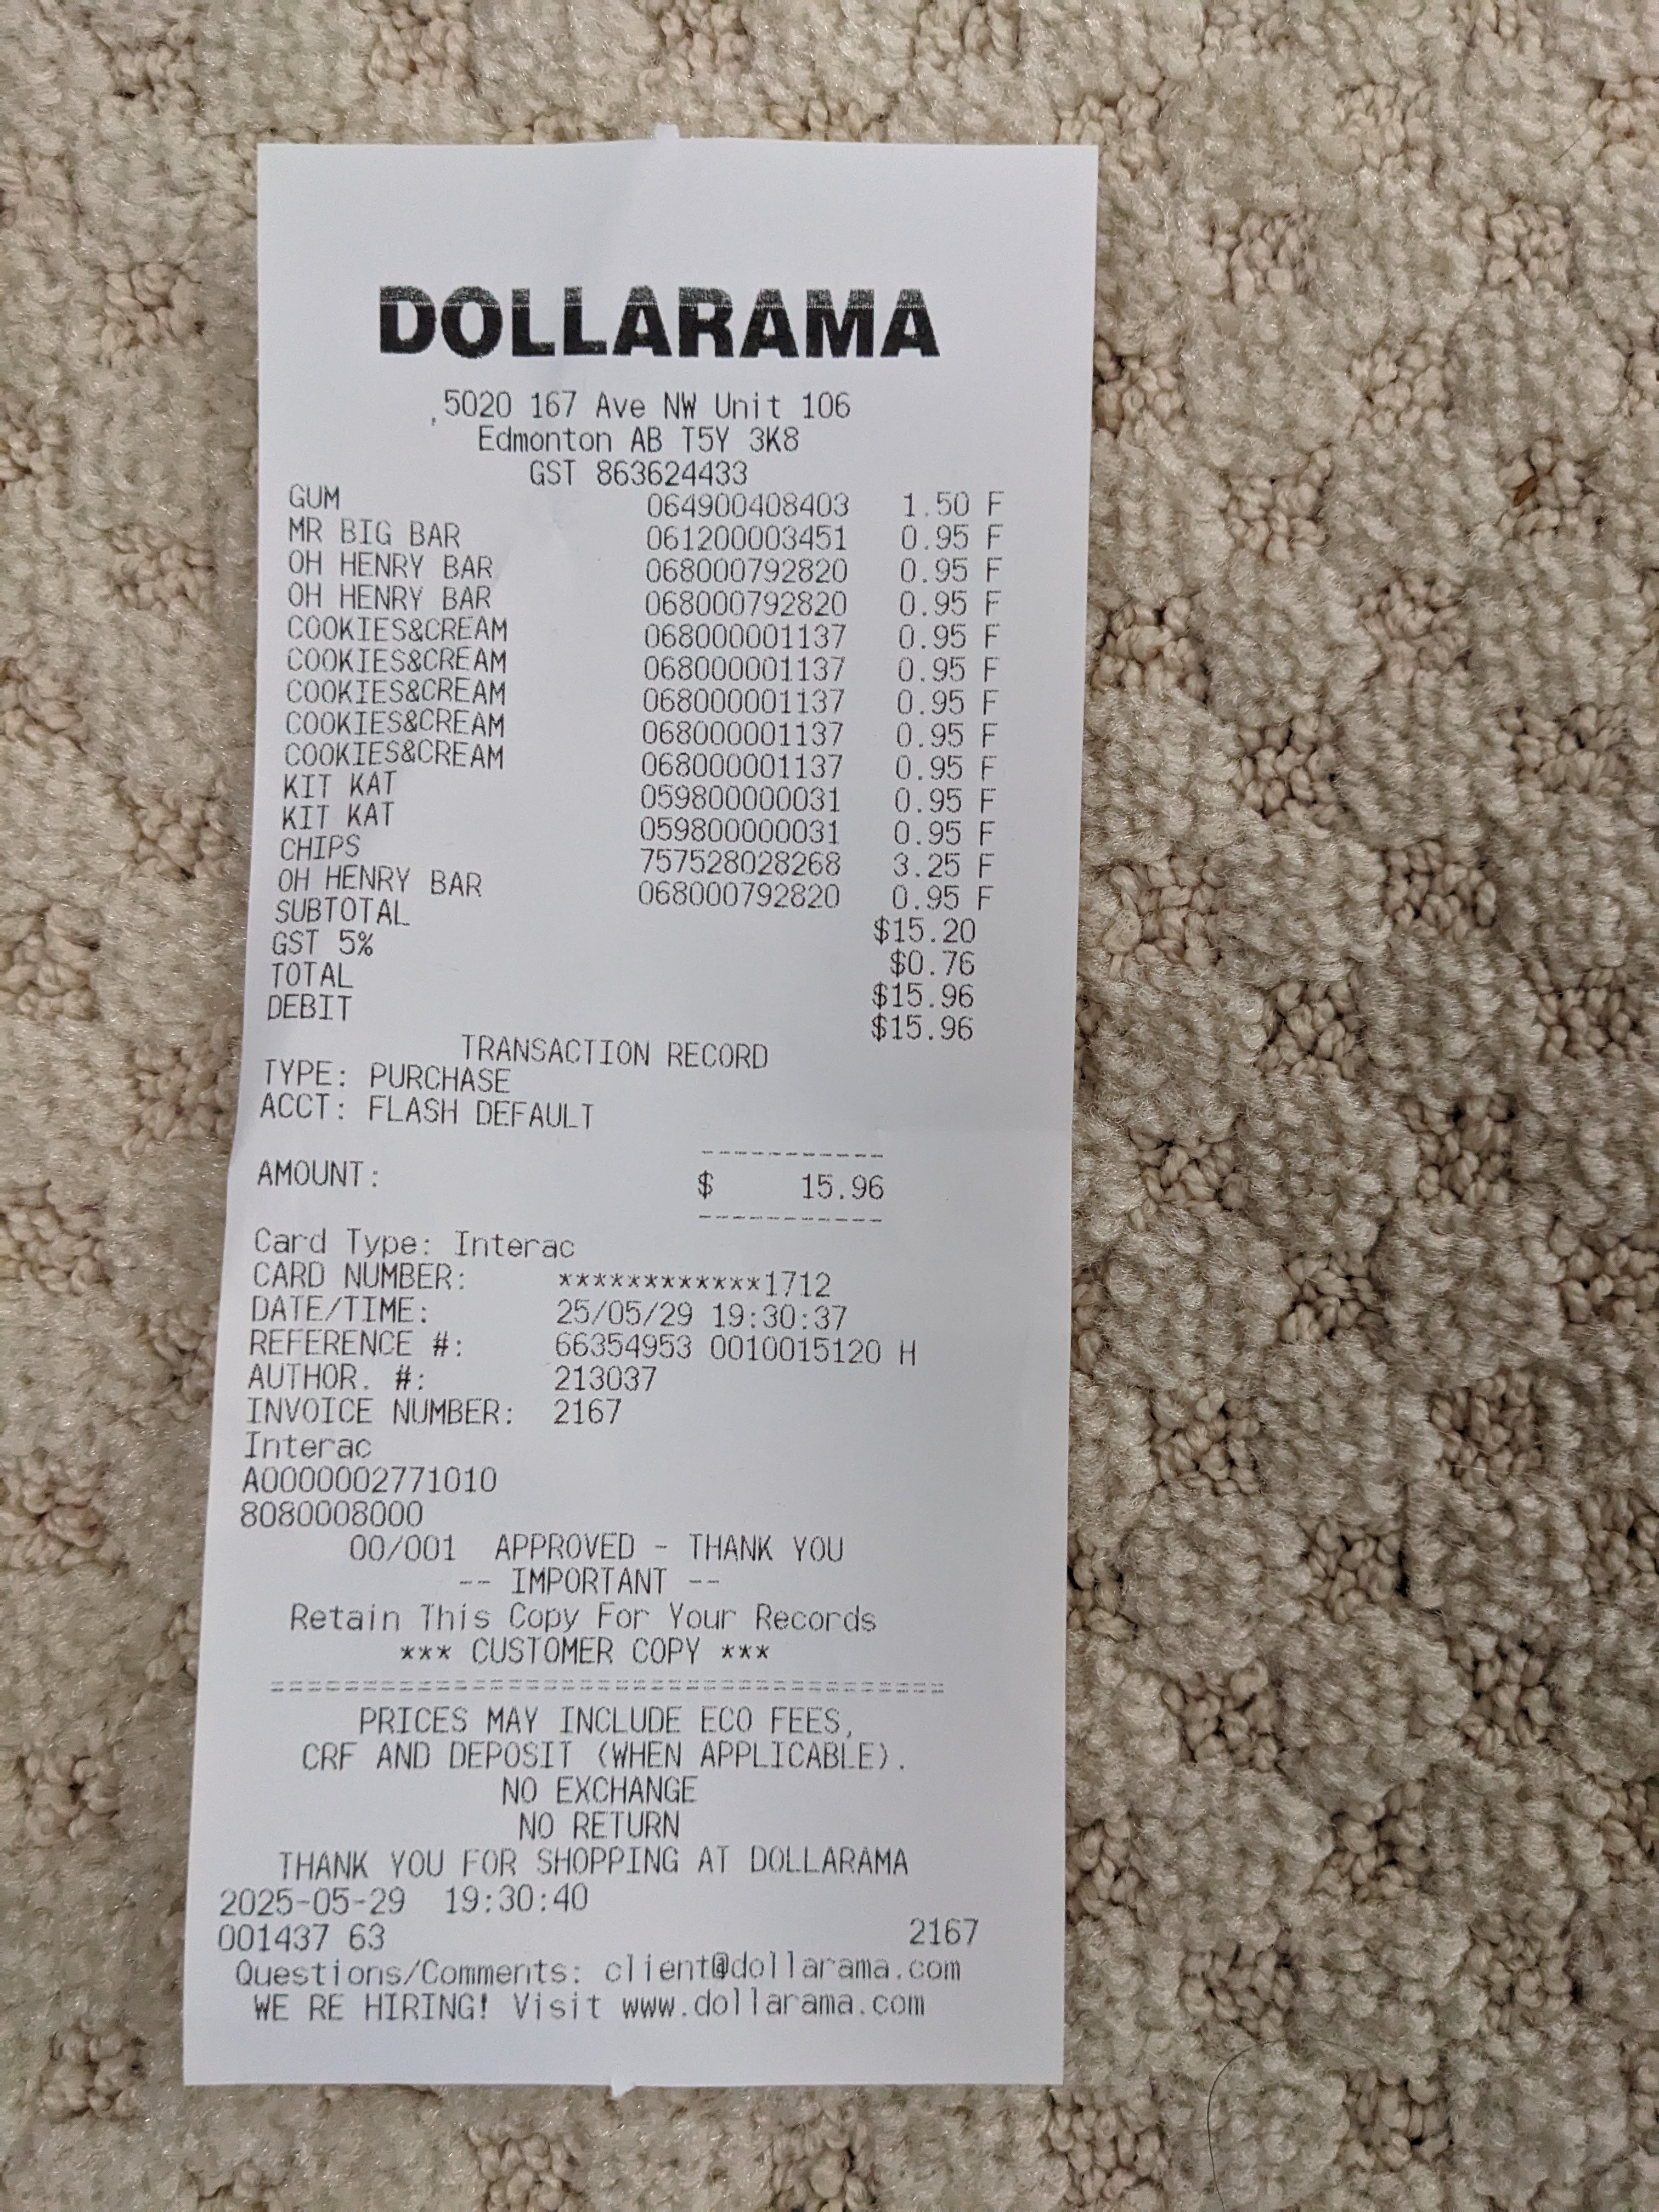 DOLLARAMA
5020 167 Ave NW Unit 106
Edmonton AB T5Y 3K8
GST 863624433
GUM 064900408403 1.50 F
MR BIG BAR 061200003451 0.95 F
OH HENRY BAR 068000792820 0.95 F
OH HENRY BAR 068000792820 0.95 F
COOKIES&CREAM 068000001137 0.95 F
COOKIES&CREAM 068000001137 0.95 F
COOKIES&CREAM 068000001137 0.95 F
COOKIES&CREAM 068000001137 0.95 F
COOKIES&CREAM 068000001137 0.95 F
KIT KAT 059800000031 0.95 F
KIT KAT 059800000031 0.95 F
CHIPS 757528028268 3.25 F
OH HENRY BAR 068000792820 0.95 F
SUBTOTAL $15.20
GST 5% $0.76
TOTAL $15.96
DEBIT $15.96
TRANSACTION RECORD
TYPE: PURCHASE
ACCT: FLASH DEFAULT
AMOUNT: $ 15.96
Card Type: Interac
CARD NUMBER: ************1712
DATE/TIME: 25/05/29 19:30:37
REFERENCE #: 66354953 0010015120 H
AUTHOR. #: 213037
INVOICE NUMBER: 2167
Interac
A0000002771010
8080008000
00/001 APPROVED - THANK YOU
-- IMPORTANT --
Retain This Copy For Your Records
*** CUSTOMER COPY ***
PRICES MAY INCLUDE ECO FEES,
CRF AND DEPOSIT (WHEN APPLICABLE).
NO EXCHANGE
NO RETURN
THANK YOU FOR SHOPPING AT DOLLARAMA
2025-05-29 19:30:40
001437 63 2167
Questions/Comments: client@dollarama.com
WE RE HIRING! Visit www.dollarama.com